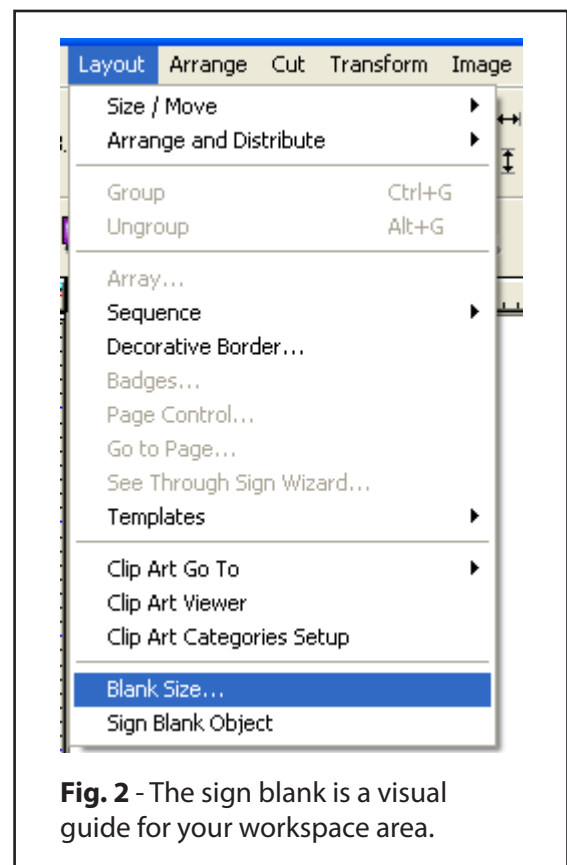 Layout Arrange Cut Transform Image
Size / Move
Arrange and Distribute
Group Ctrl+G
Ungroup Alt+G
Array...
Sequence
Decorative Border...
Badges...
Page Control...
Go to Page...
See Through Sign Wizard...
Templates
Clip Art Go To
Clip Art Viewer
Clip Art Categories Setup
Blank Size...
Sign Blank Object
Fig. 2 - The sign blank is a visual
guide for your workspace area.